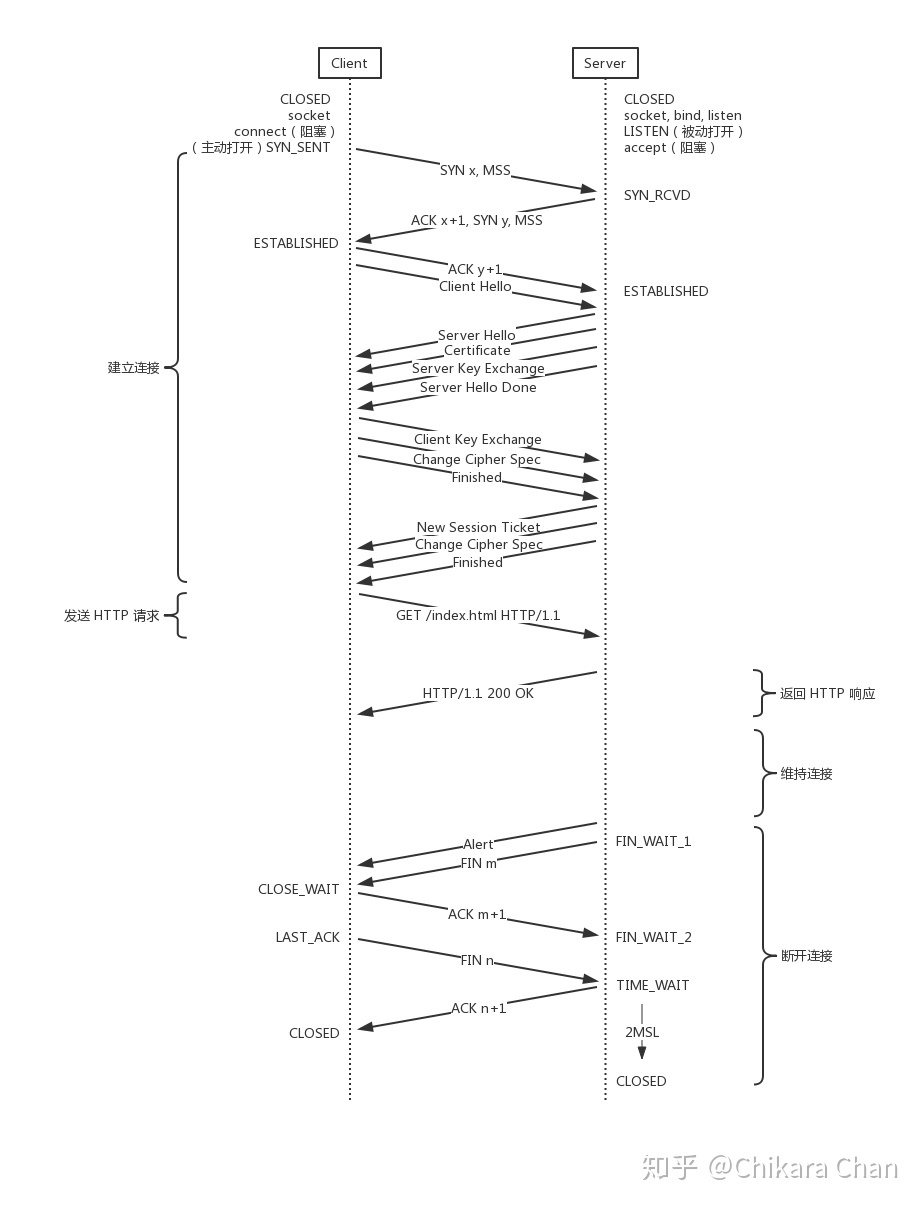 Client
Server
CLOSED
socket
connect（阻塞）
（主动打开）SYN_SENT
CLOSED
socket, bind, listen
LISTEN（被动打开）
accept（阻塞）
SYN x, MSS
SYN_RCVD
ACK x+1, SYN y, MSS
ESTABLISHED
ACK y+1
Client Hello
ESTABLISHED
Server Hello
Certificate
建立连接
Server Key Exchange
Server Hello Done
Client Key Exchange
Change Cipher Spec
Finished
New Session Ticket
Change Cipher Spec
Finished
发送 HTTP 请求
GET /index.html HTTP/1.1
HTTP/1.1 200 OK
返回 HTTP 响应
维持连接
Alert
FIN_WAIT_1
FIN m
CLOSE_WAIT
ACK m+1
LAST_ACK
FIN_WAIT_2
断开连接
FIN n
TIME_WAIT
ACK n+1
CLOSED
2MSL
CLOSED
知乎 @Chikara Chan